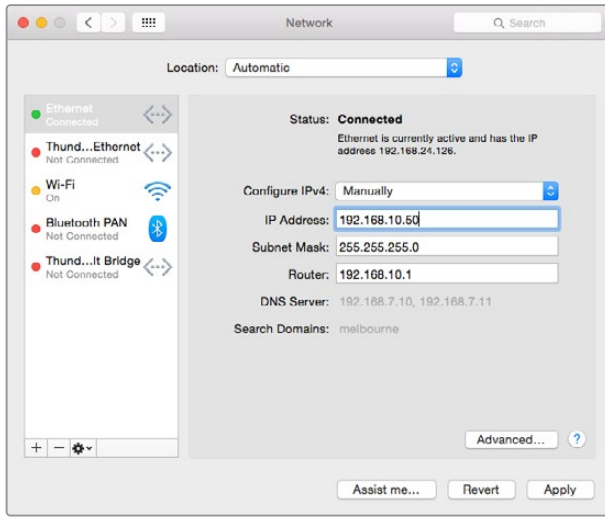 Network
Search
Location: Automatic
Ethernet
Connected
Thund...Ethernet
Not Connected
Wi-Fi
On
Bluetooth PAN
Not Connected
Thund...lt Bridge
Not Connected
Status: Connected
Ethernet is currently active and has the IP
address 192.168.24.126.
Configure IPv4: Manually
IP Address: 192.168.10.50
Subnet Mask: 255.255.255.0
Router: 192.168.10.1
DNS Server: 192.168.7.10, 192.168.7.11
Search Domains: melbourne
Advanced... ?
Assist me... Revert Apply